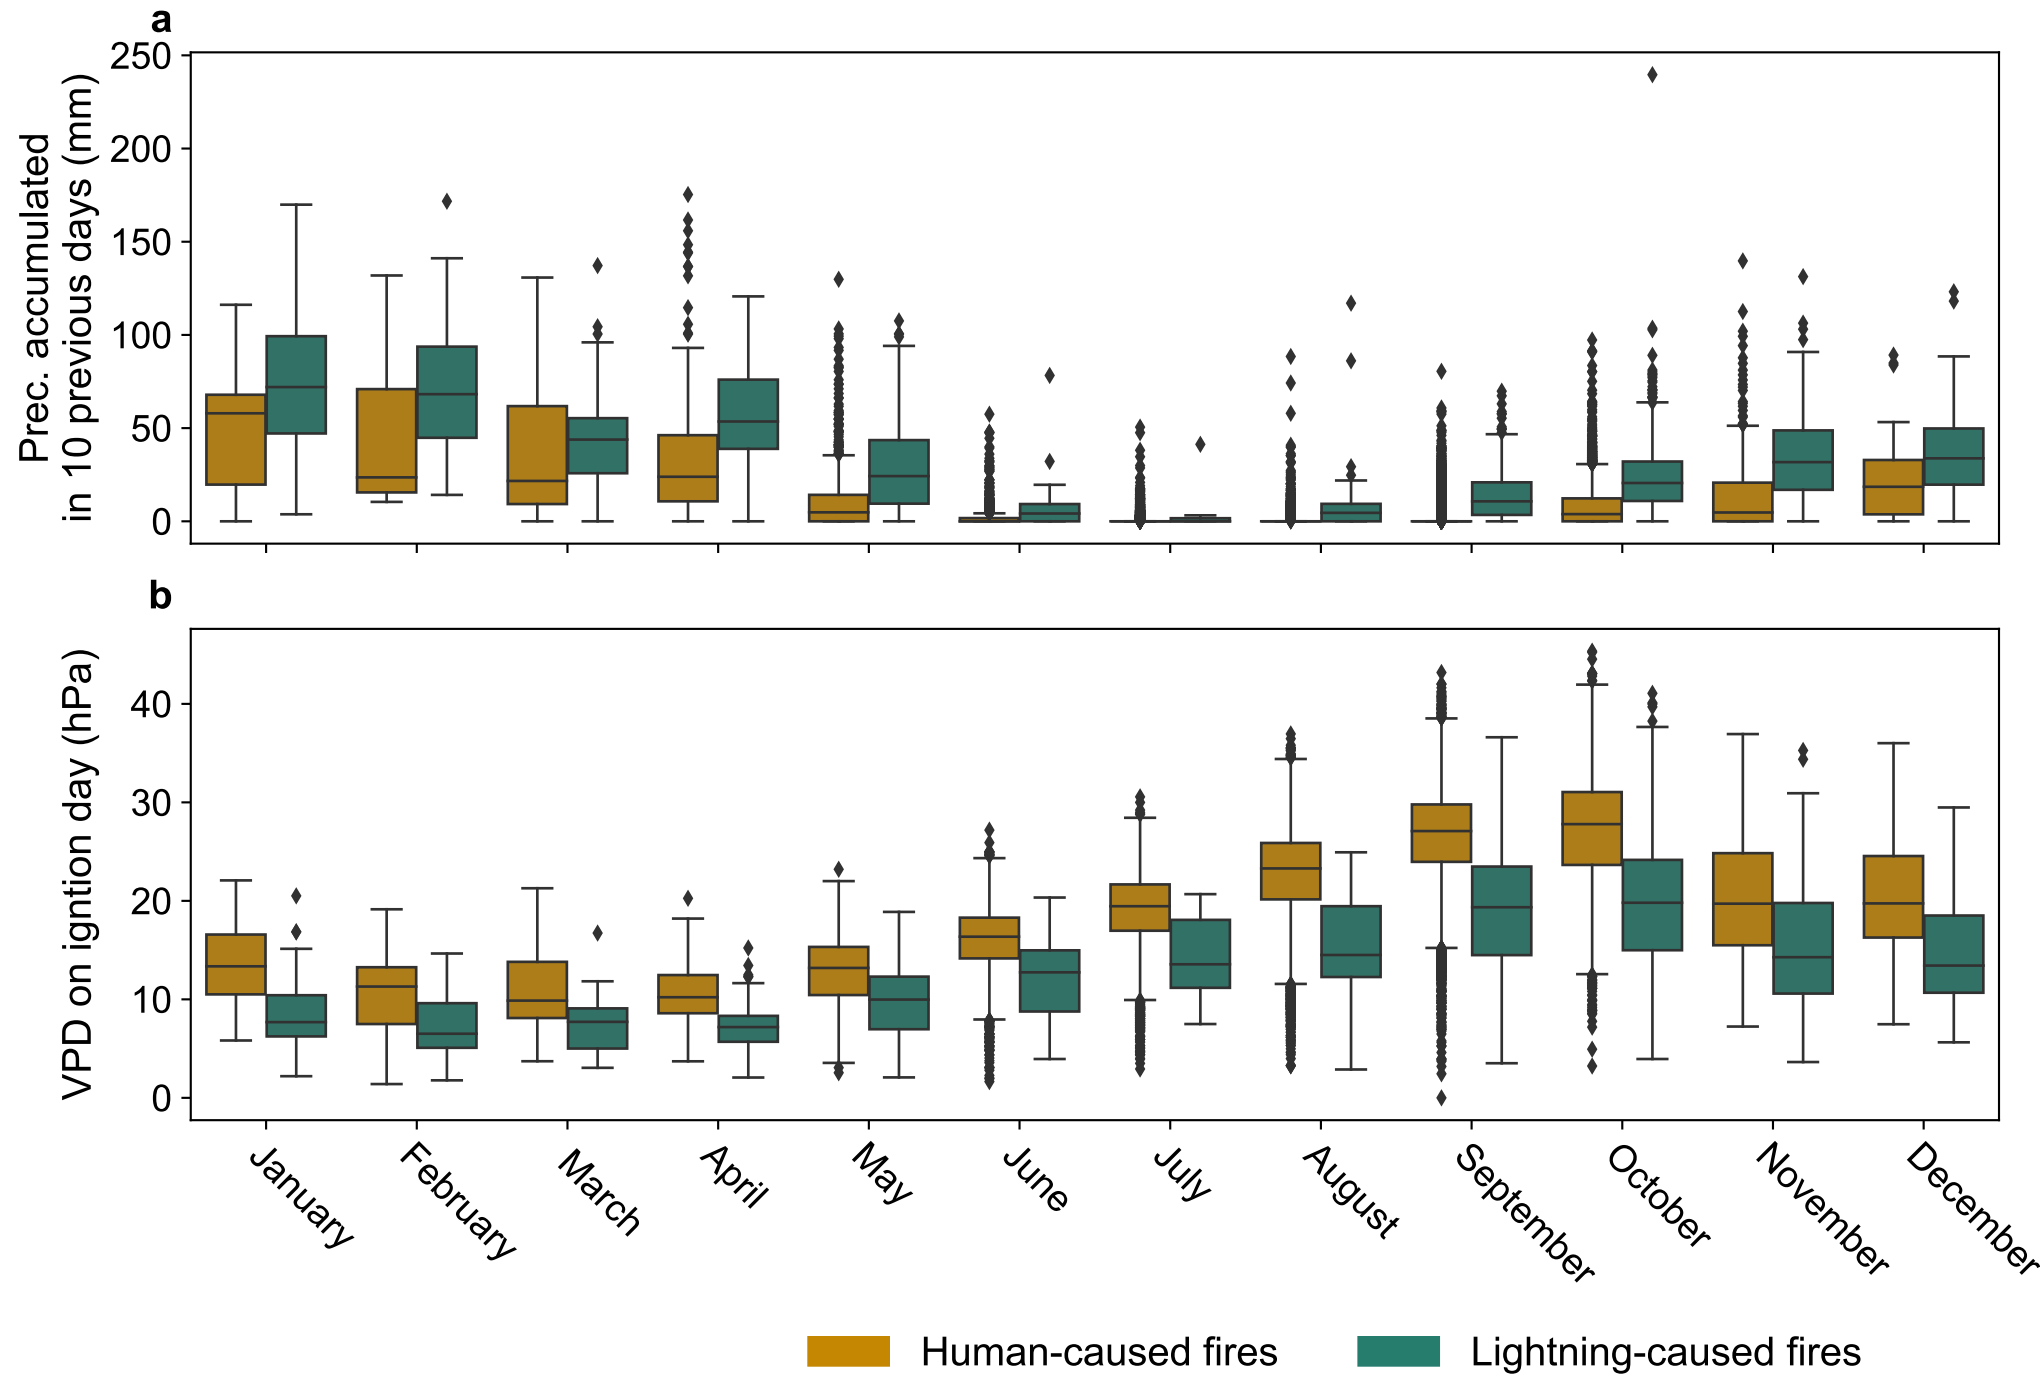 a
250
200
150
100
50
0
Prec. accumulated
in 10 previous days (mm)
b
40
30
20
10
0
VPD on igntion day (hPa)
January
February
March
April
May
June
July
August
September
October
November
December
Human-caused fires
Lightning-caused fires